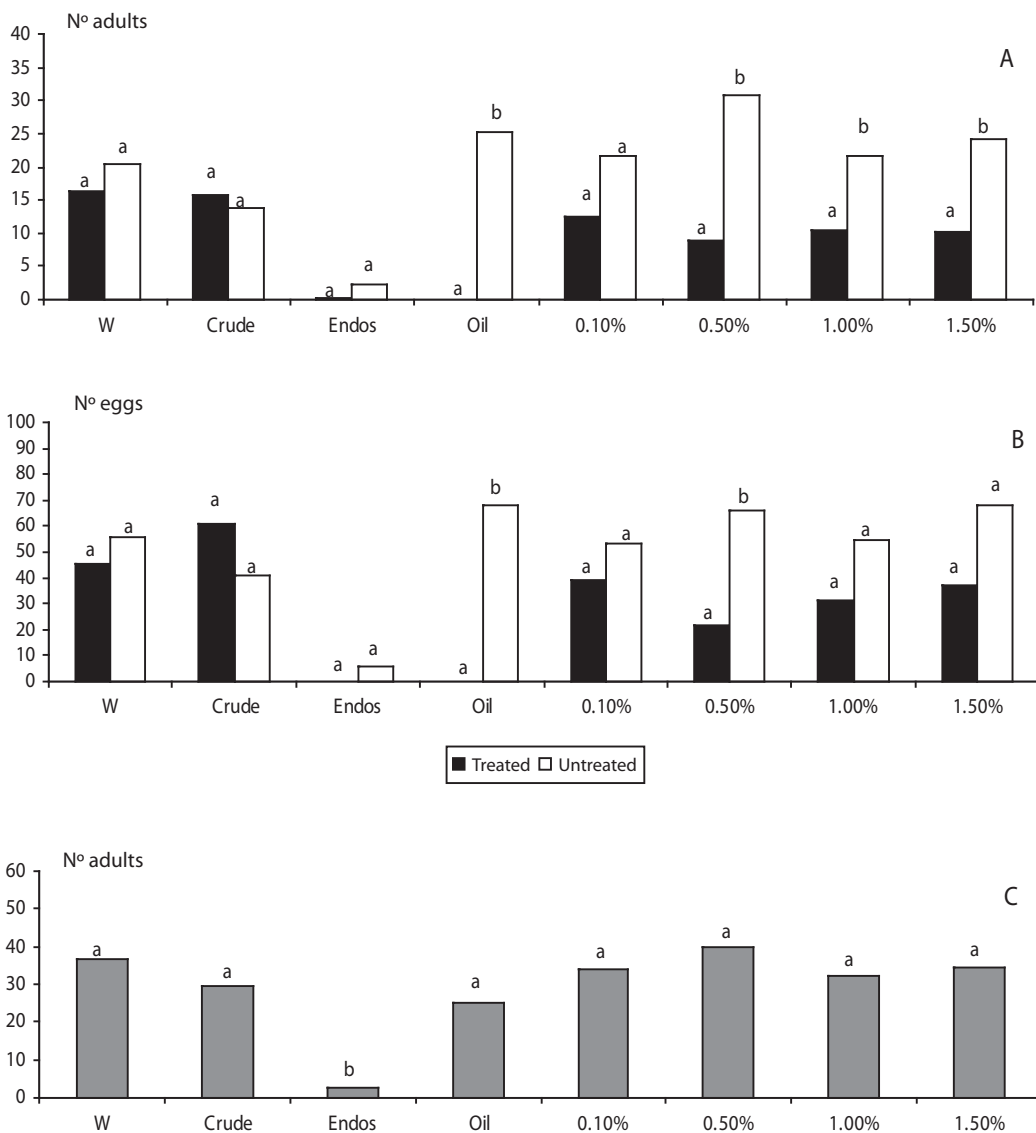 Nº adults
A
40
35
30
25
20
15
10
5
0
a a a a a a a b a a a b a b a b
W Crude Endos Oil 0.10% 0.50% 1.00% 1.50%
Nº eggs
B
100
90
80
70
60
50
40
30
20
10
0
a a a a a a a b a a a b a a a a
W Crude Endos Oil 0.10% 0.50% 1.00% 1.50%
Treated Untreated
Nº adults
C
60
50
40
30
20
10
0
a a b a a a a a
W Crude Endos Oil 0.10% 0.50% 1.00% 1.50%